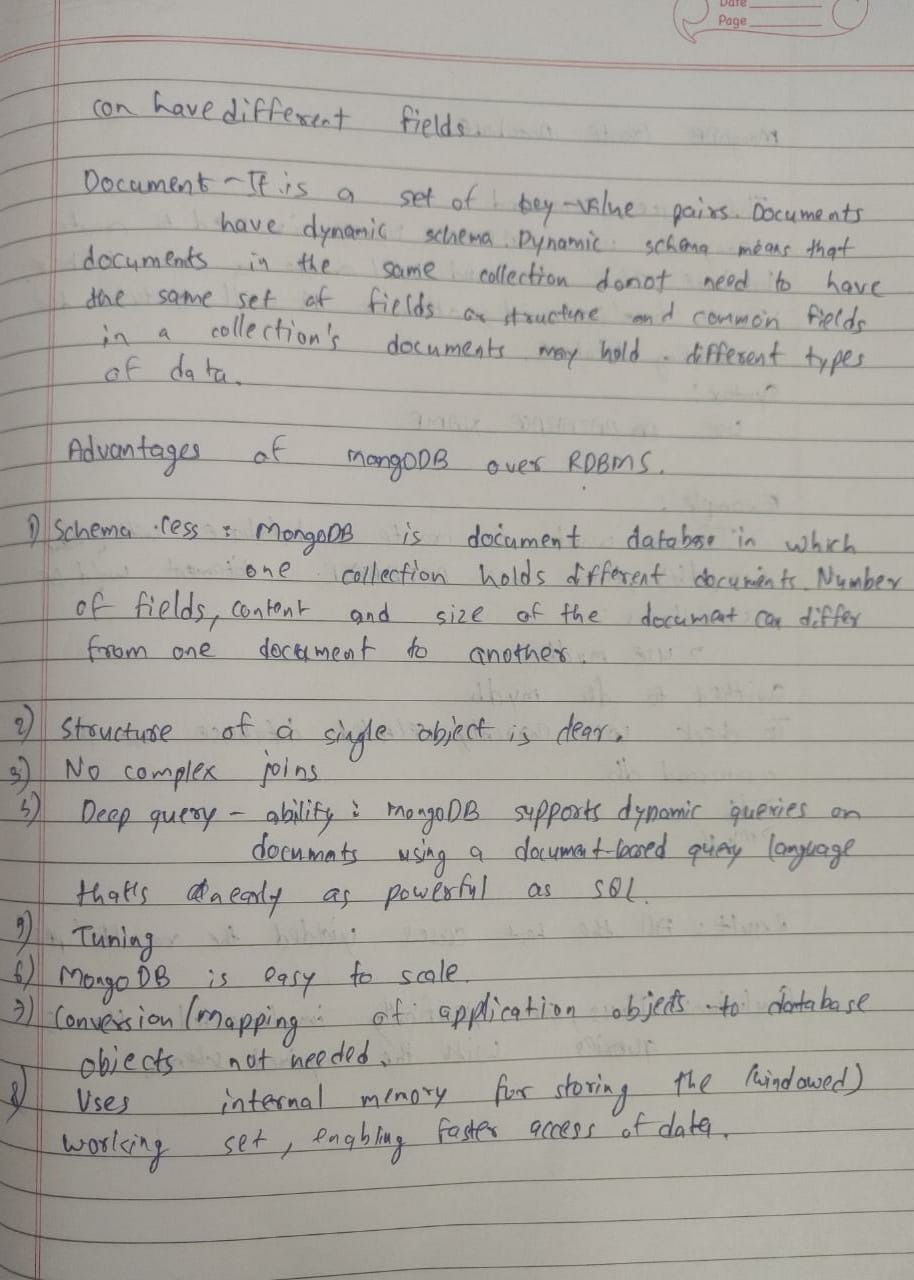 Date
Page
can have different fields.
Document - It is a set of key-value pairs. Documents
have dynamic schema. Dynamic schema means that
documents in the same collection donot need to have
the same set of fields or structure and common fields
in a collection's documents may hold different types
of data.
Advantages of MongoDB over RDBMS.
1) Schema less : MongoDB is document database in which
one collection holds different documents. Number
of fields, content and size of the document can differ
from one document to another.
2) Structure of a single object is clear.
3) No complex joins
Deep query - ability : MongoDB supports dynamic queries on
documnts using a document-based query language
that's nearly as powerful as SQL.
Tuning
6) MongoDB is easy to scale.
7) Conversion / mapping of application objects to database
objects not needed.
8) Uses internal memory for storing the (windowed)
working set, enabling faster access of data.